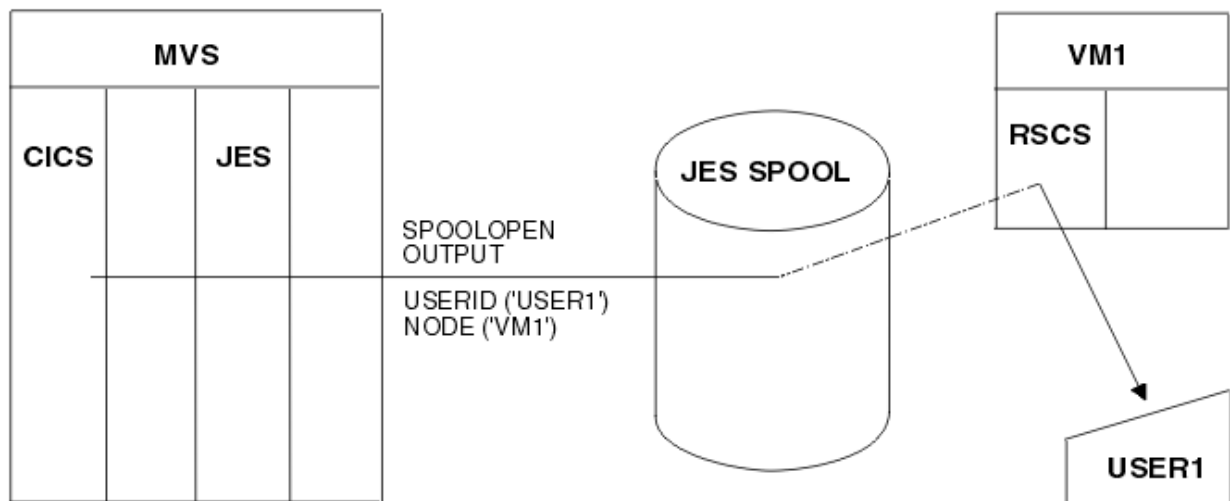 MVS
CICS
JES
SPOOLOPEN
OUTPUT
USERID ('USER1')
NODE ('VM1')
JES SPOOL
VM1
RSCS
USER1